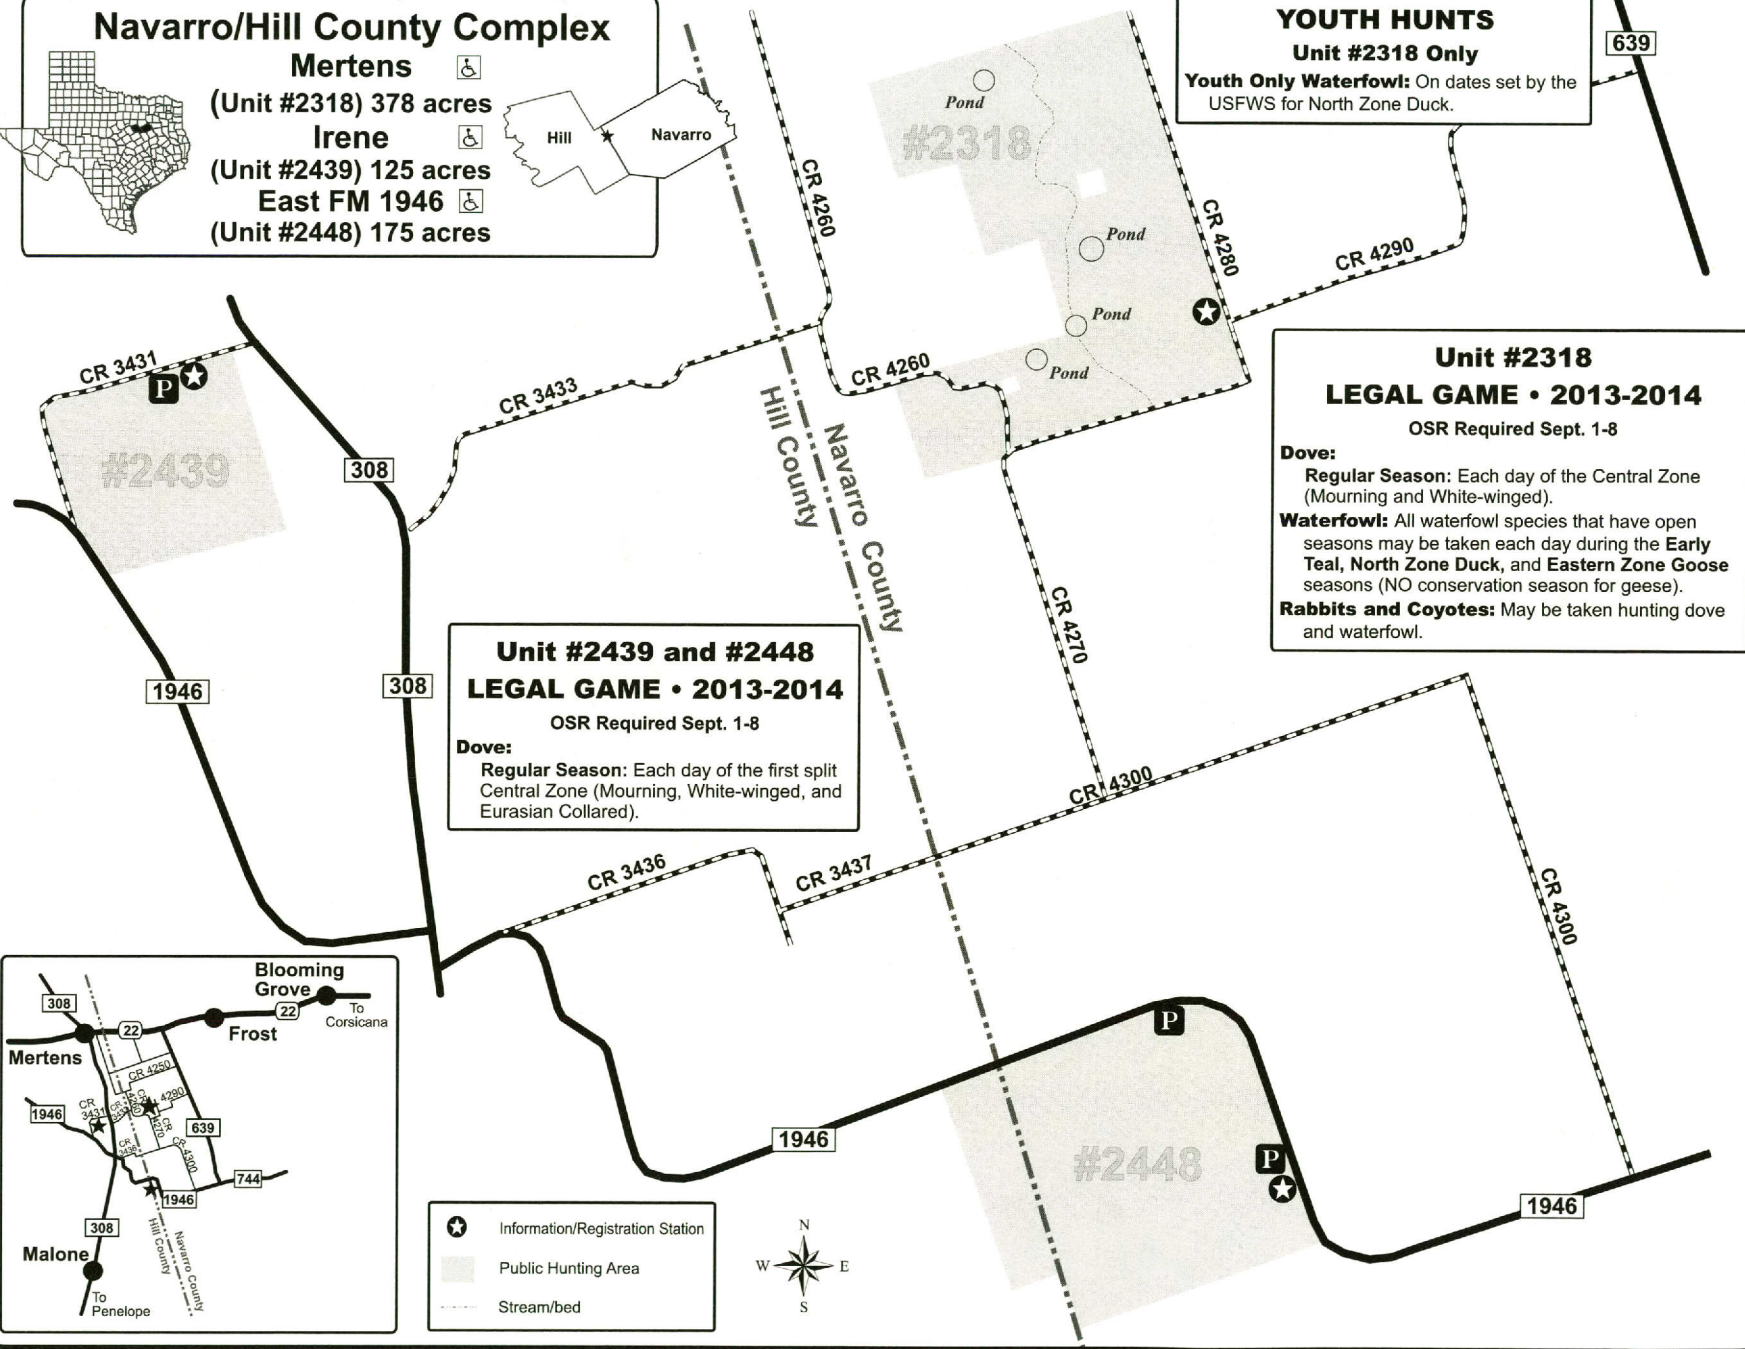 Navarro/Hill County Complex
Mertens
(Unit #2318) 378 acres
Irene
(Unit #2439) 125 acres
East FM 1946
(Unit #2448) 175 acres
Hill
Navarro
YOUTH HUNTS
Unit #2318 Only
Youth Only Waterfowl: On dates set by the
USFWS for North Zone Duck.
639
Pond
#2318
CR 4260
Pond
CR 4280
CR 4290
Pond
CR 4260
Pond
CR 3431
P
#2439
308
CR 3433
Hill County
Navarro County
Unit #2318
LEGAL GAME • 2013-2014
OSR Required Sept. 1-8
Dove:
Regular Season: Each day of the Central Zone
(Mourning and White-winged).
Waterfowl: All waterfowl species that have open
seasons may be taken each day during the Early
Teal, North Zone Duck, and Eastern Zone Goose
seasons (NO conservation season for geese).
Rabbits and Coyotes: May be taken hunting dove
and waterfowl.
1946
308
Unit #2439 and #2448
LEGAL GAME • 2013-2014
OSR Required Sept. 1-8
Dove:
Regular Season: Each day of the first split
Central Zone (Mourning, White-winged, and
Eurasian Collared).
CR 4270
CR 4300
CR 3436
CR 3437
CR 4300
P
1946
#2448
P
1946
Blooming
Grove
308
22
22
To
Corsicana
Frost
Mertens
CR 4250
CR
3431
4290
1946
CR
4270
639
CR
3436
CR
4300
744
1946
308
Hill County
Navarro County
Malone
To
Penelope
Information/Registration Station
Public Hunting Area
Stream/bed
N
W
E
S